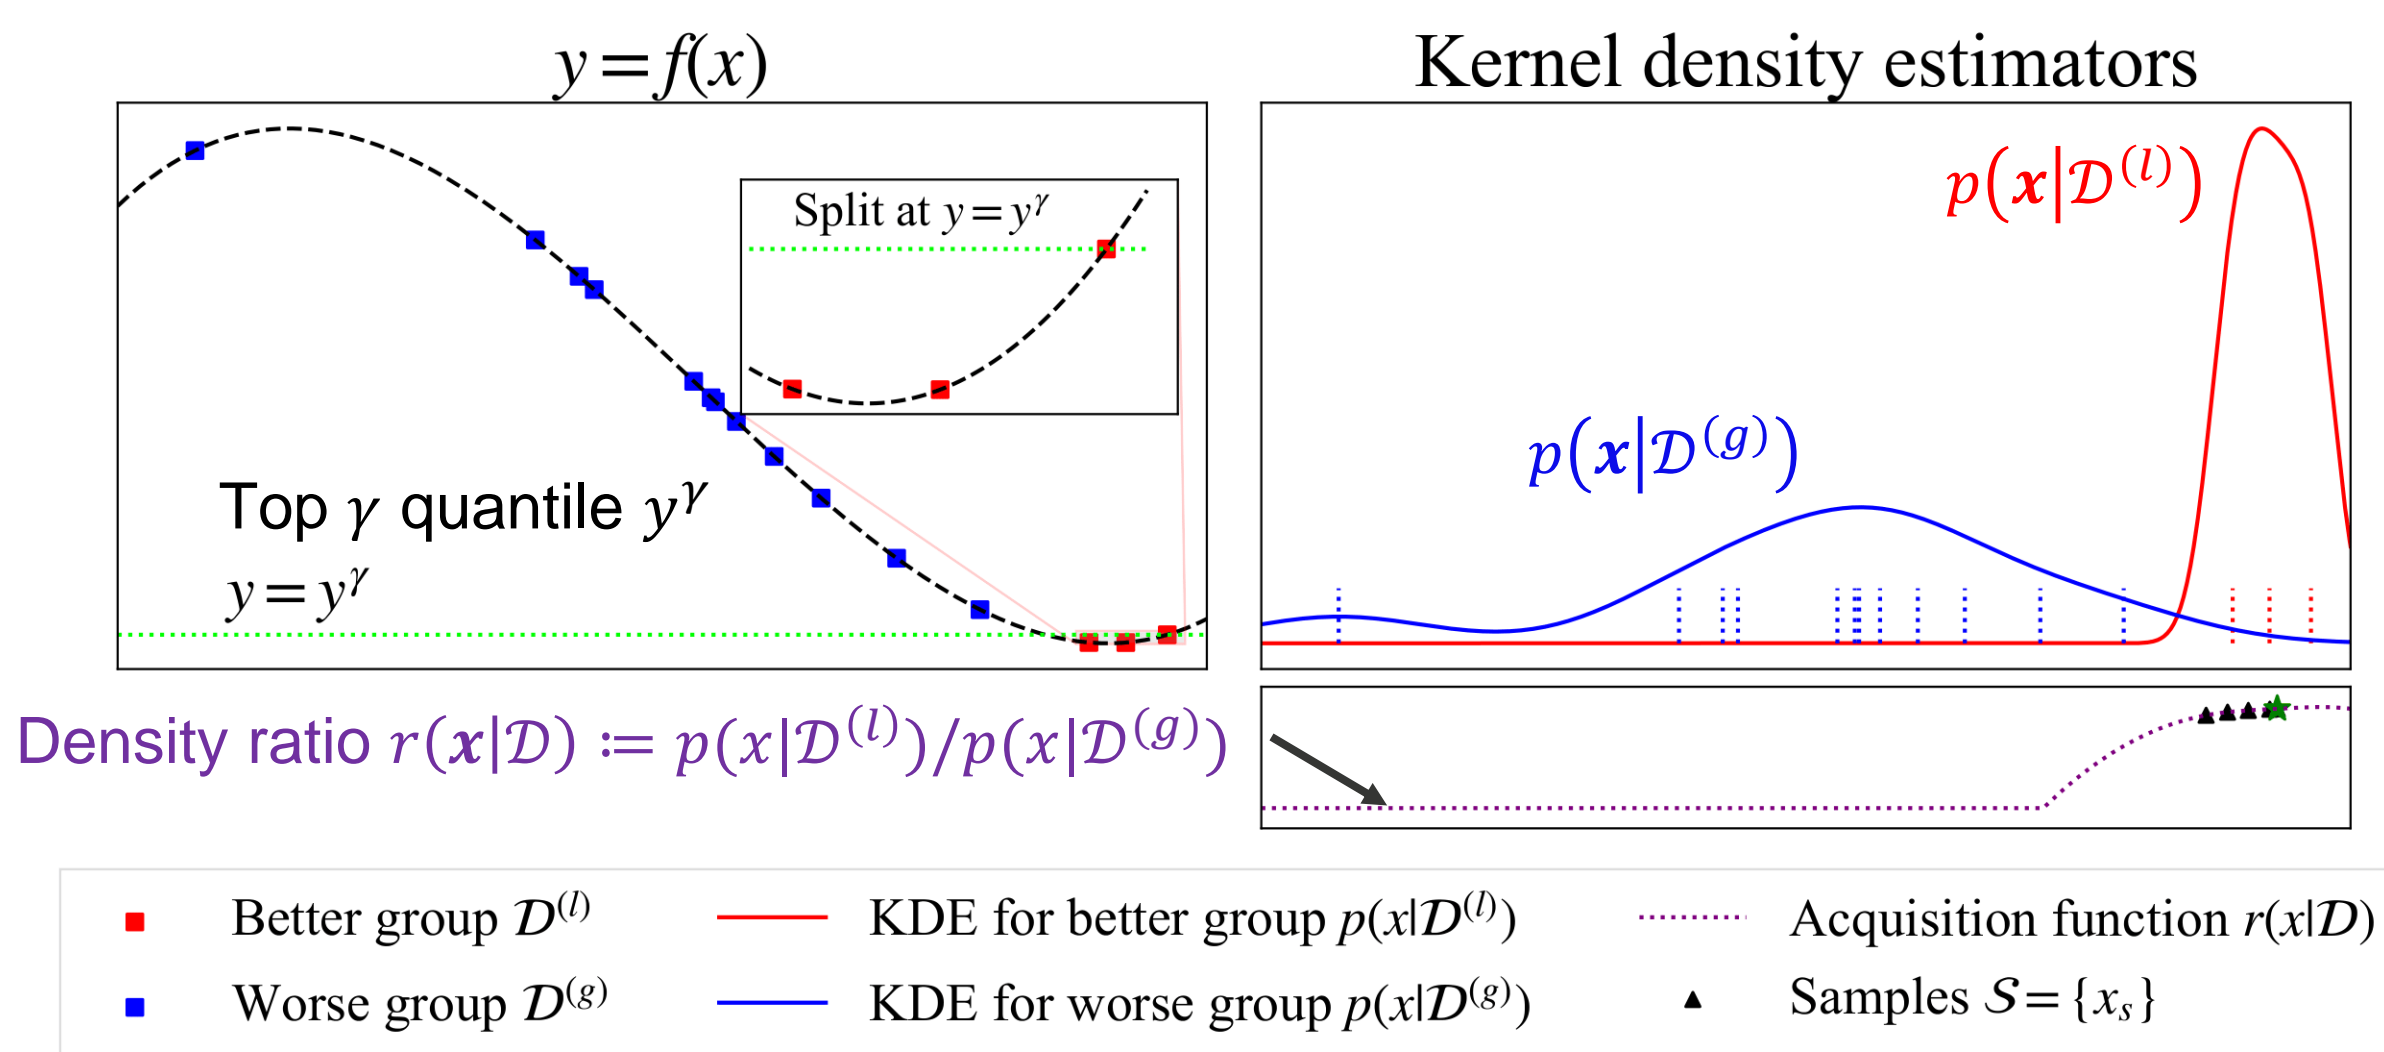 y = f(x)
Kernel density estimators
Split at y = y^γ
p(x|𝒟^(l))
p(x|𝒟^(g))
Top γ quantile y^γ
y = y^γ
Density ratio r(x|𝒟) ≔ p(x|𝒟^(l))/p(x|𝒟^(g))
Better group 𝒟^(l)
KDE for better group p(x|𝒟^(l))
Acquisition function r(x|𝒟)
Worse group 𝒟^(g)
KDE for worse group p(x|𝒟^(g))
Samples 𝒮 = {x_s}